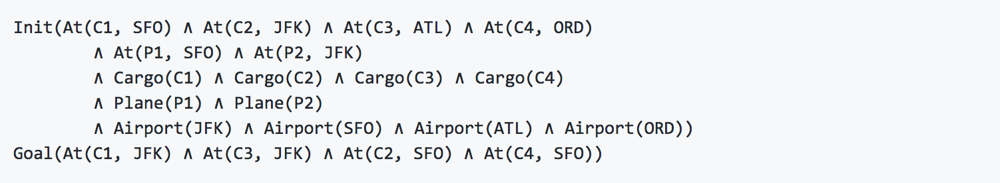 Init(At(C1, SFO) ∧ At(C2, JFK) ∧ At(C3, ATL) ∧ At(C4, ORD)
∧ At(P1, SFO) ∧ At(P2, JFK)
∧ Cargo(C1) ∧ Cargo(C2) ∧ Cargo(C3) ∧ Cargo(C4)
∧ Plane(P1) ∧ Plane(P2)
∧ Airport(JFK) ∧ Airport(SFO) ∧ Airport(ATL) ∧ Airport(ORD))
Goal(At(C1, JFK) ∧ At(C3, JFK) ∧ At(C2, SFO) ∧ At(C4, SFO))